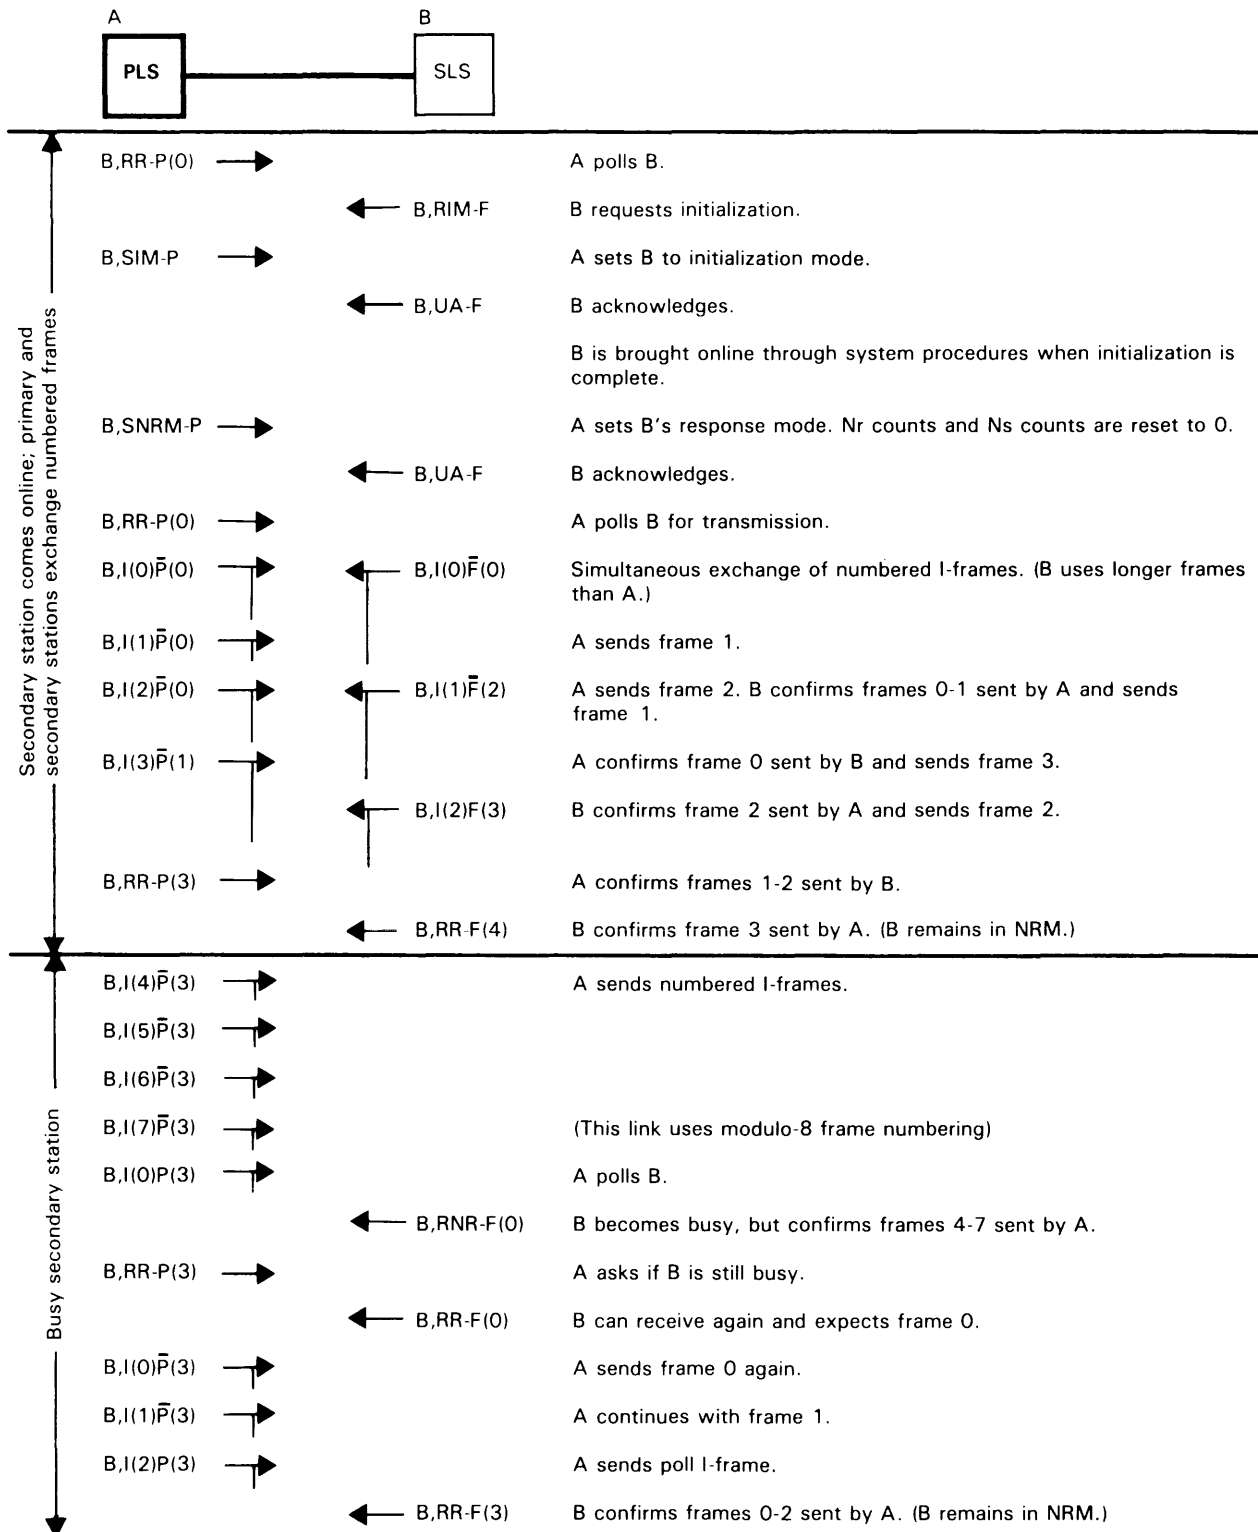 A B
PLS SLS
Secondary station comes online; primary and
secondary stations exchange numbered frames
B,RR-P(0) A polls B.
B,RIM-F B requests initialization.
B,SIM-P A sets B to initialization mode.
B,UA-F B acknowledges.
B is brought online through system procedures when initialization is
complete.
B,SNRM-P A sets B's response mode. Nr counts and Ns counts are reset to 0.
B,UA-F B acknowledges.
B,RR-P(0) A polls B for transmission.
B,I(0)P̅(0) B,I(0)F̅(0) Simultaneous exchange of numbered I-frames. (B uses longer frames
than A.)
B,I(1)P̅(0) A sends frame 1.
B,I(2)P̅(0) B,I(1)F̅(2) A sends frame 2. B confirms frames 0-1 sent by A and sends
frame 1.
B,I(3)P̅(1) A confirms frame 0 sent by B and sends frame 3.
B,I(2)F(3) B confirms frame 2 sent by A and sends frame 2.
B,RR-P(3) A confirms frames 1-2 sent by B.
B,RR-F(4) B confirms frame 3 sent by A. (B remains in NRM.)
Busy secondary station
B,I(4)P̅(3) A sends numbered I-frames.
B,I(5)P̅(3)
B,I(6)P̅(3)
B,I(7)P̅(3) (This link uses modulo-8 frame numbering)
B,I(0)P(3) A polls B.
B,RNR-F(0) B becomes busy, but confirms frames 4-7 sent by A.
B,RR-P(3) A asks if B is still busy.
B,RR-F(0) B can receive again and expects frame 0.
B,I(0)P̅(3) A sends frame 0 again.
B,I(1)P̅(3) A continues with frame 1.
B,I(2)P(3) A sends poll I-frame.
B,RR-F(3) B confirms frames 0-2 sent by A. (B remains in NRM.)